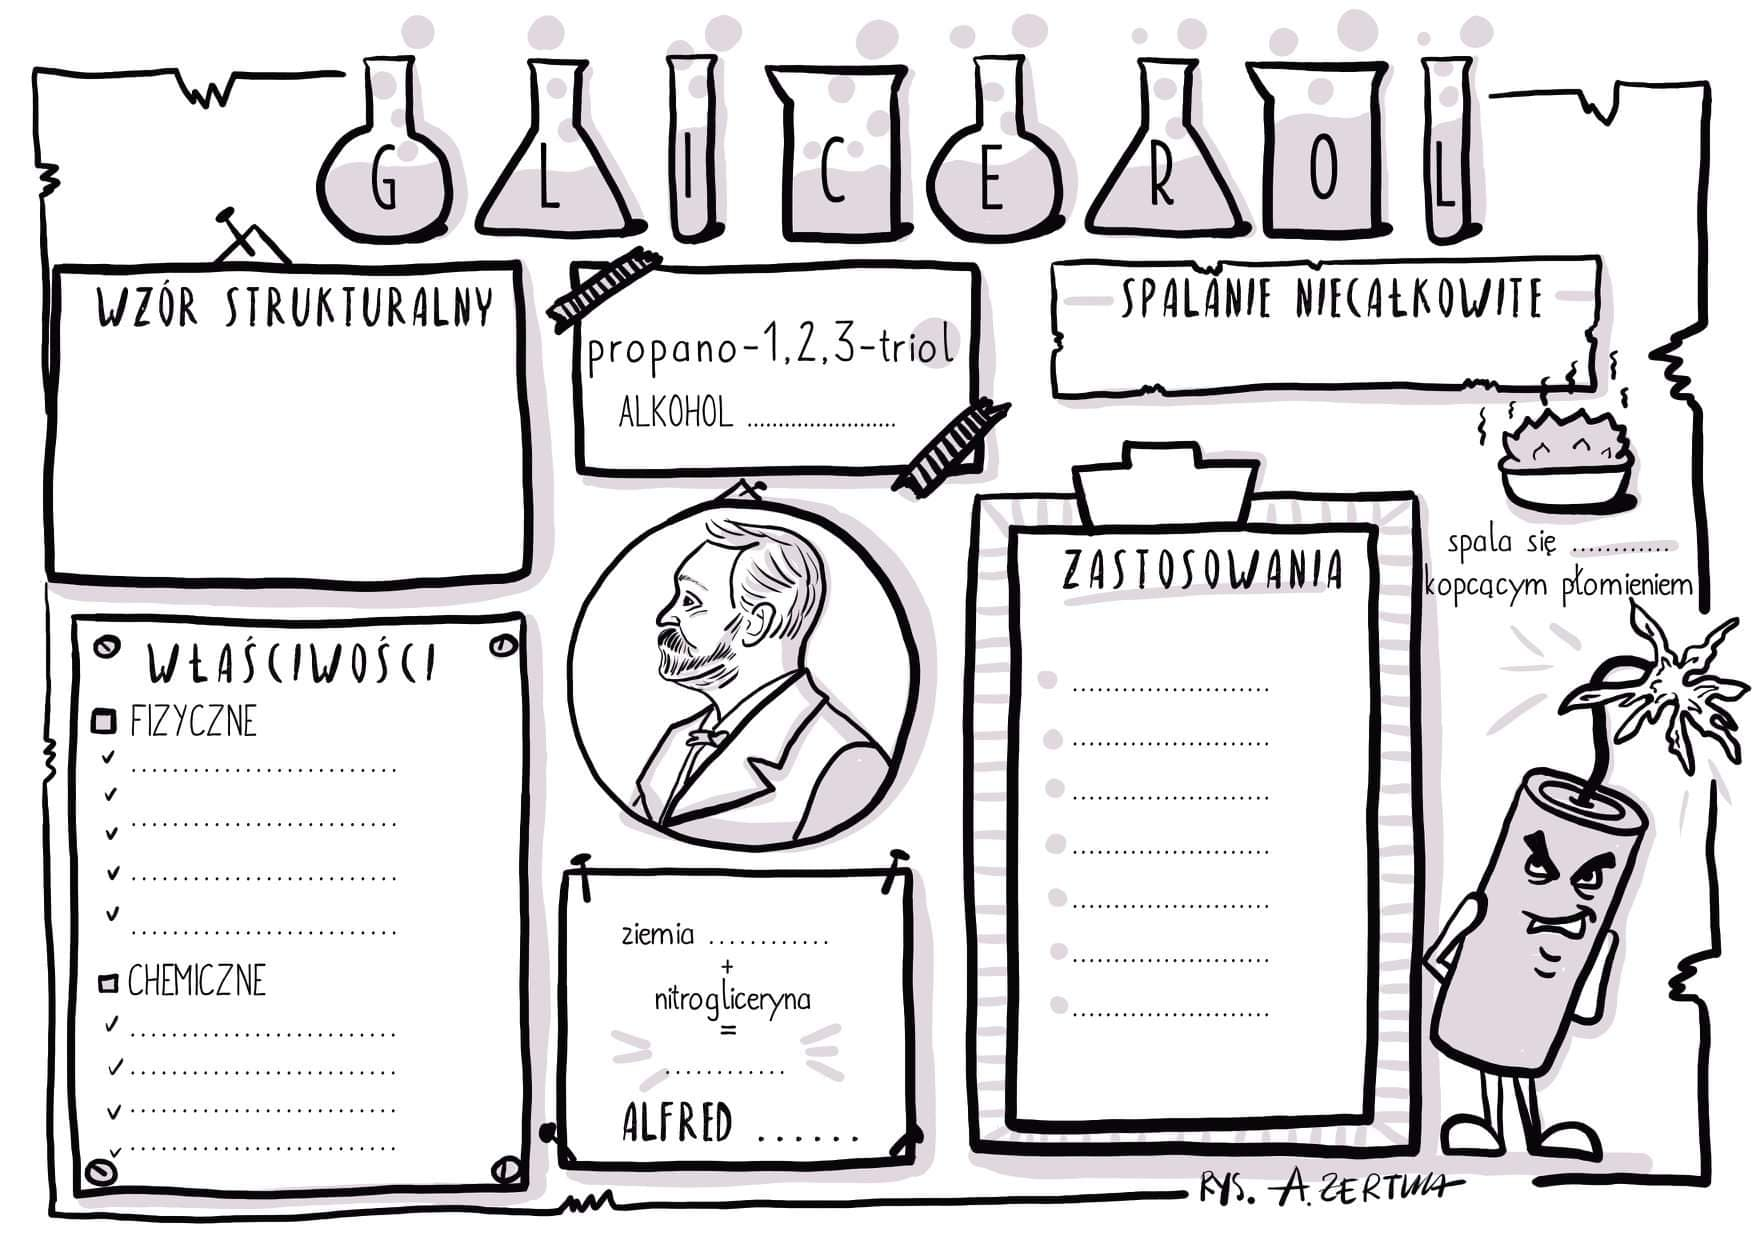 GLICEROL
WZÓR STRUKTURALNY
propano-1,2,3-triol
ALKOHOL ........................
SPALANIE NIECAŁKOWITE
spala się ............
kopcącym płomieniem
WŁAŚCIWOŚCI
FIZYCZNE
..........................
..........................
..........................
..........................
CHEMICZNE
..........................
..........................
..........................
..........................
ziemia ............
+
nitrogliceryna
=
............
ALFRED ......
ZASTOSOWANIA
.......................
.......................
.......................
.......................
.......................
.......................
.......................
RYS. A. ZERTWA